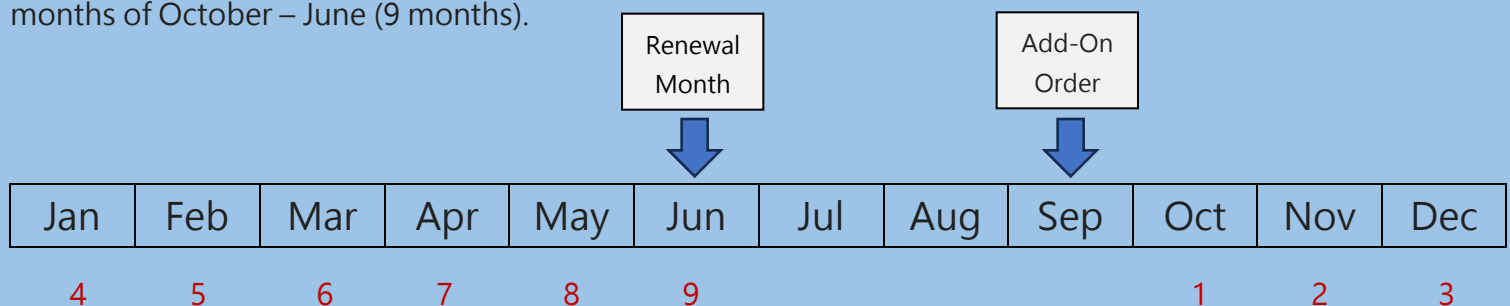 months of October – June (9 months).
Renewal
Month
Add-On
Order
Jan Feb Mar Apr May Jun Jul Aug Sep Oct Nov Dec
4 5 6 7 8 9 1 2 3